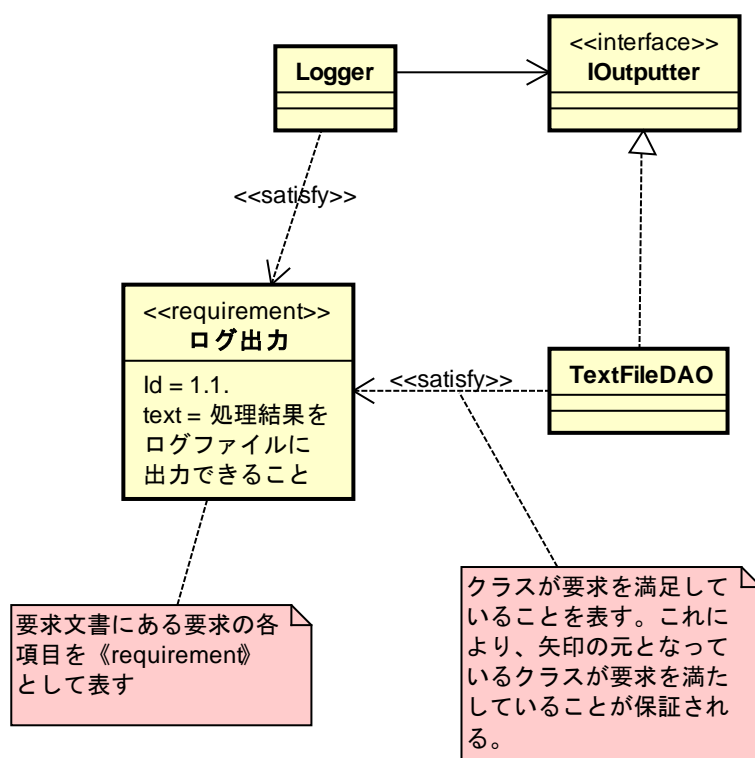 <<interface>>
Logger
IOutputter
<<satisfy>>
<<requirement>>
ログ出力
Id = 1.1.
text = 処理結果を
ログファイルに
出力できること
<<satisfy>>
TextFileDAO
要求文書にある要求の各
項目を《requirement》
として表す
クラスが要求を満足して
いることを表す。これに
より、矢印の元となって
いるクラスが要求を満た
していることが保証され
る。